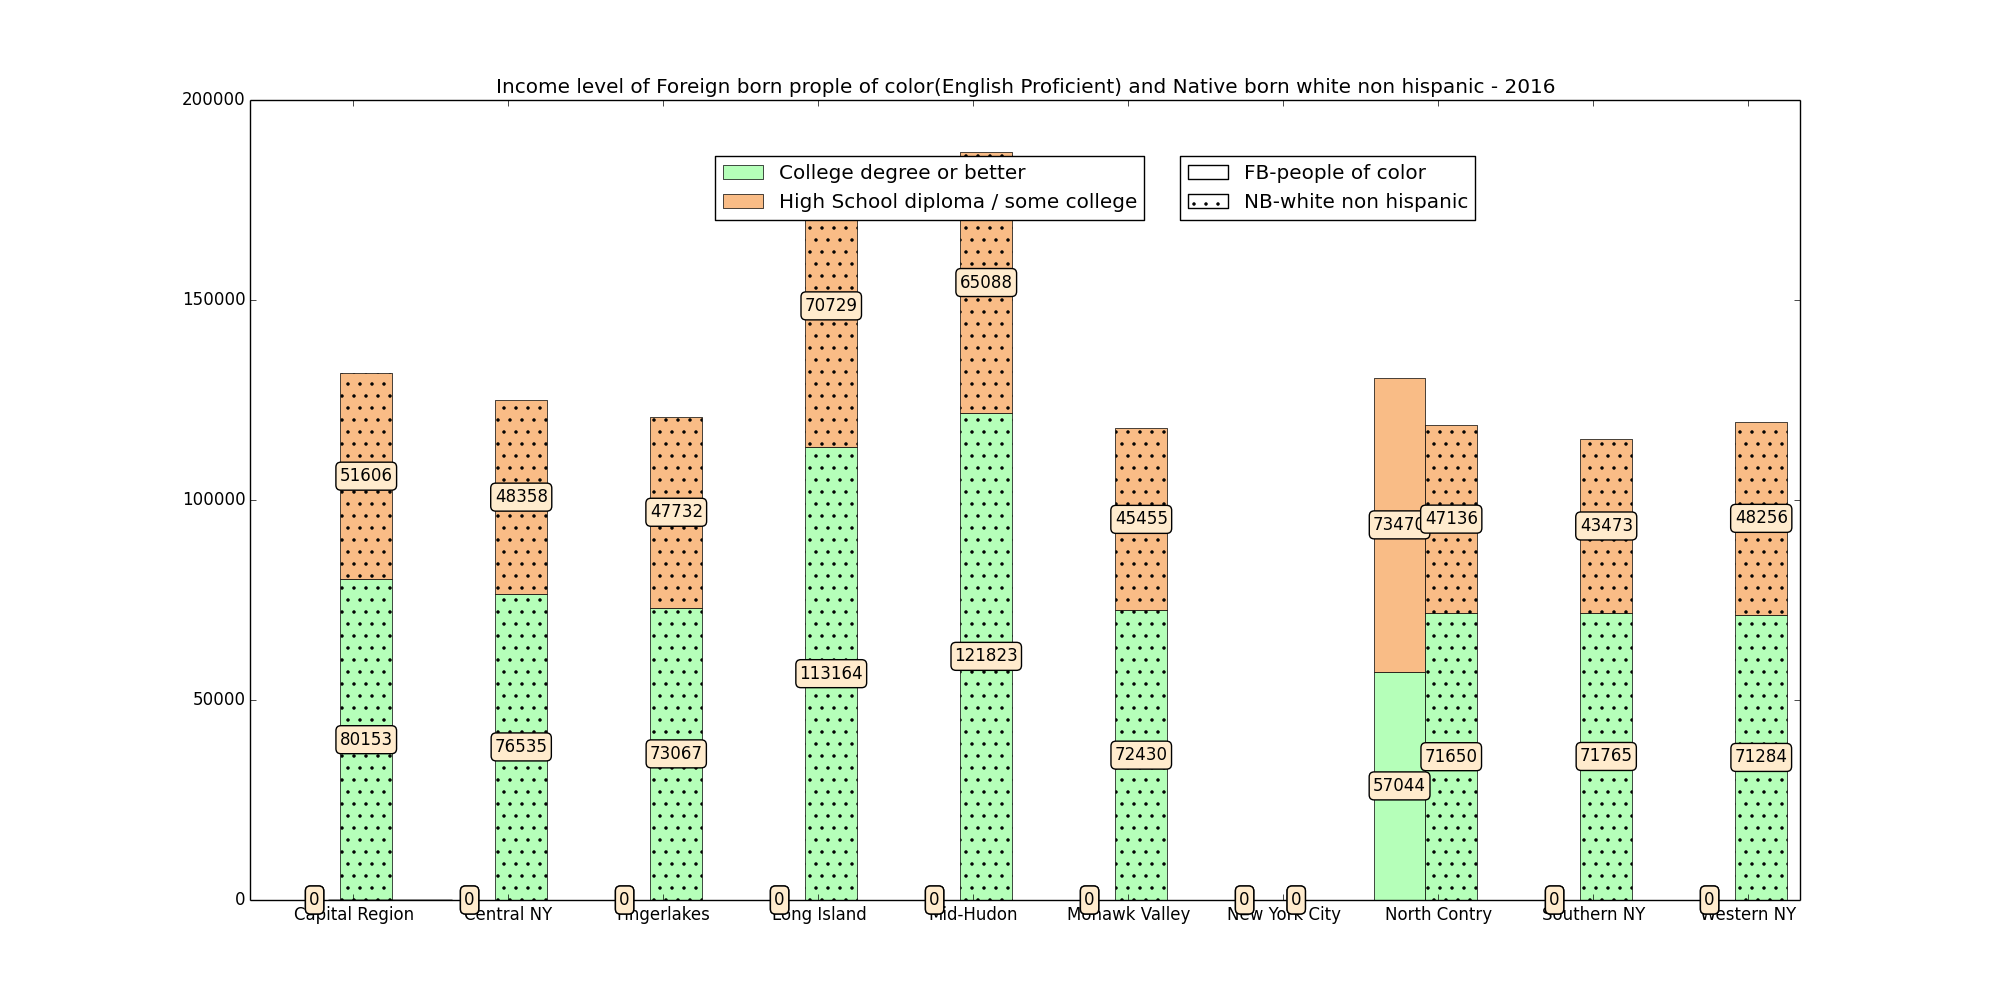 Income level of Foreign born prople of color(English Proficient) and Native born white non hispanic - 2016
200000
College degree or better
High School diploma / some college
FB-people of color
NB-white non hispanic
150000
100000
50000
0
65088
70729
51606
48358
47732
45455
73470
47136
43473
48256
121823
113164
80153
76535
73067
72430
57044
71650
71765
71284
0 0 0 0 0 0 0 0 0 0
Capital Region
Central NY
Fingerlakes
Long Island
Mid-Hudon
Mohawk Valley
New York City
North Contry
Southern NY
Western NY